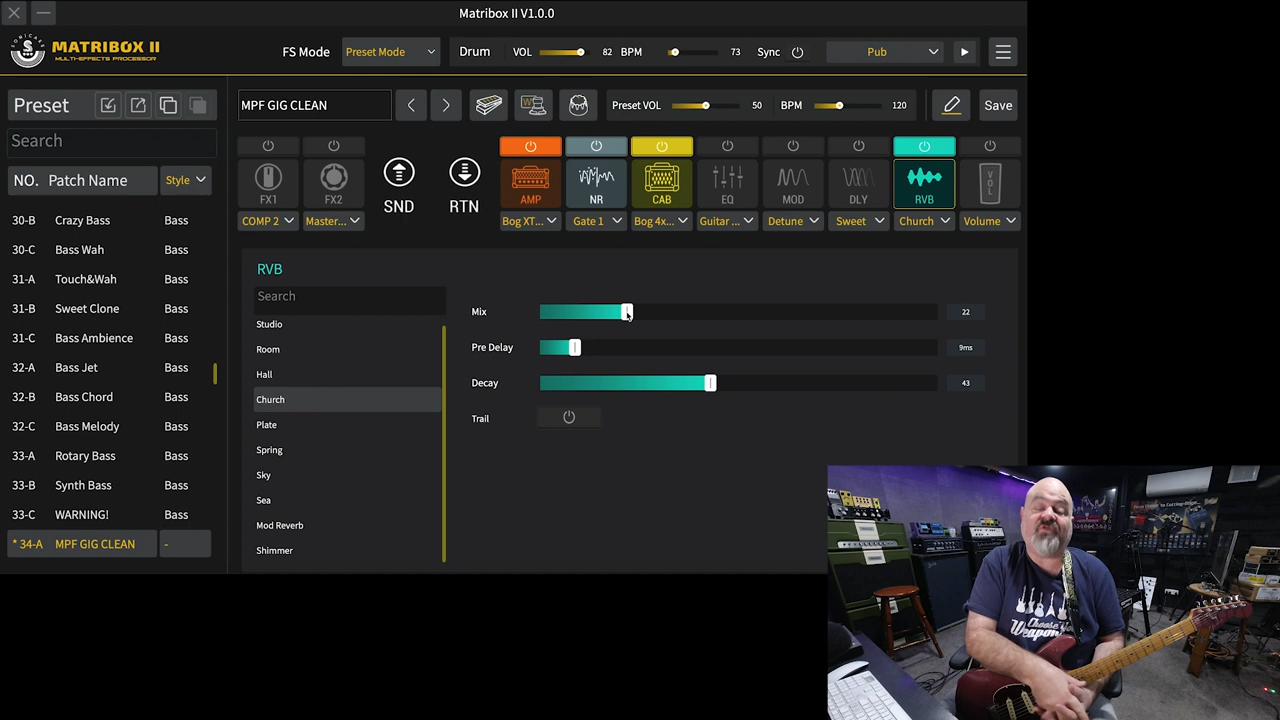 Matribox II V1.0.0
SONICAKE
MATRIBOX II
MULTI-EFFECTS PROCESSOR
FS Mode
Preset Mode
Drum
VOL
82
BPM
73
Sync
Pub
Preset
MPF GIG CLEAN
Preset VOL
50
BPM
120
Save
Search
NO.
Patch Name
Style
30-B Crazy Bass Bass
30-C Bass Wah Bass
31-A Touch&Wah Bass
31-B Sweet Clone Bass
31-C Bass Ambience Bass
32-A Bass Jet Bass
32-B Bass Chord Bass
32-C Bass Melody Bass
33-A Rotary Bass Bass
33-B Synth Bass Bass
33-C WARNING! Bass
* 34-A MPF GIG CLEAN -
FX1
FX2
SND
RTN
AMP
NR
CAB
EQ
MOD
DLY
RVB
VOL
COMP 2
Master...
Bog XT...
Gate 1
Bog 4x...
Guitar ...
Detune
Sweet
Church
Volume
RVB
Search
Studio
Room
Hall
Church
Plate
Spring
Sky
Sea
Mod Reverb
Shimmer
Mix
22
Pre Delay
9ms
Decay
43
Trail
Choose Your
Weapon